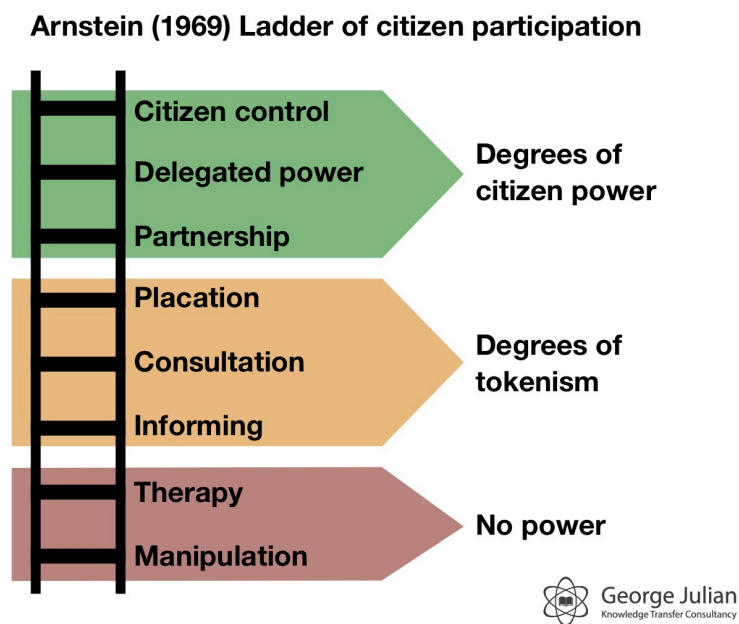 Arnstein (1969) Ladder of citizen participation
Citizen control
Delegated power
Partnership
Degrees of
citizen power
Placation
Consultation
Informing
Degrees of
tokenism
Therapy
Manipulation
No power
George Julian
Knowledge Transfer Consultancy